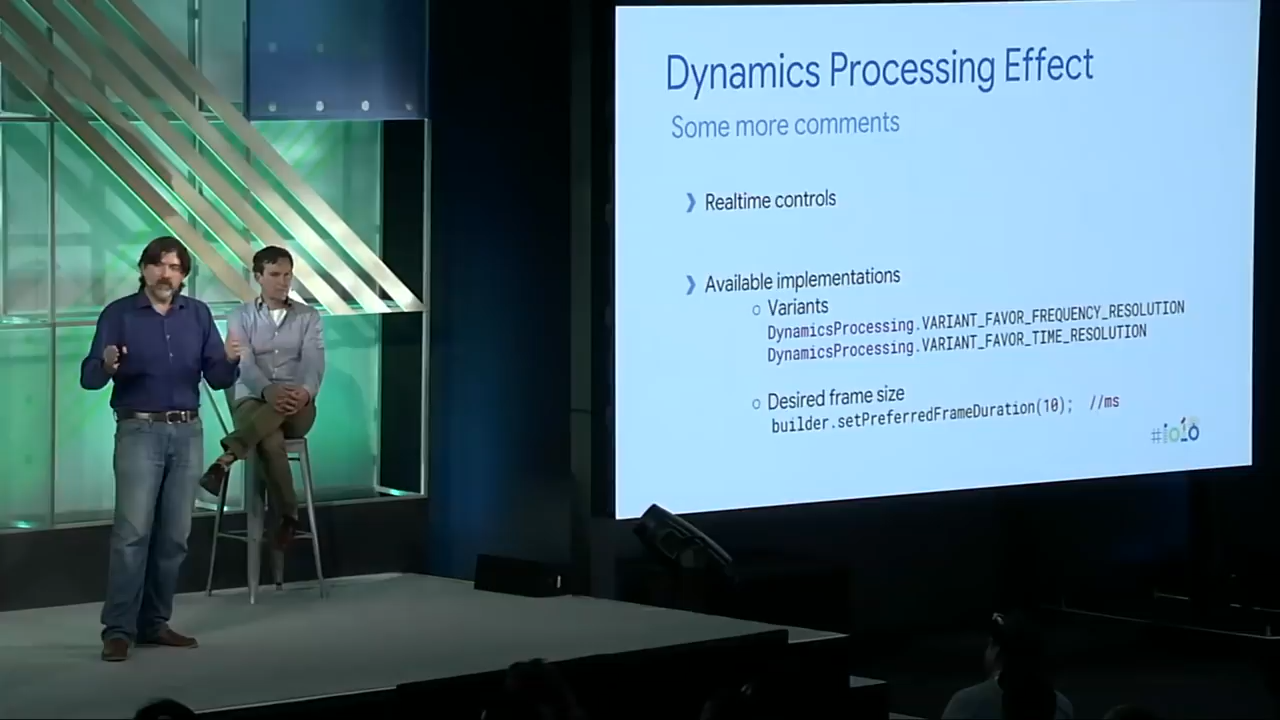 Dynamics Processing Effect
Some more comments
❯ Realtime controls
❯ Available implementations
○ Variants
DynamicsProcessing.VARIANT_FAVOR_FREQUENCY_RESOLUTION
DynamicsProcessing.VARIANT_FAVOR_TIME_RESOLUTION
○ Desired frame size
builder.setPreferredFrameDuration(10); //ms
#io18